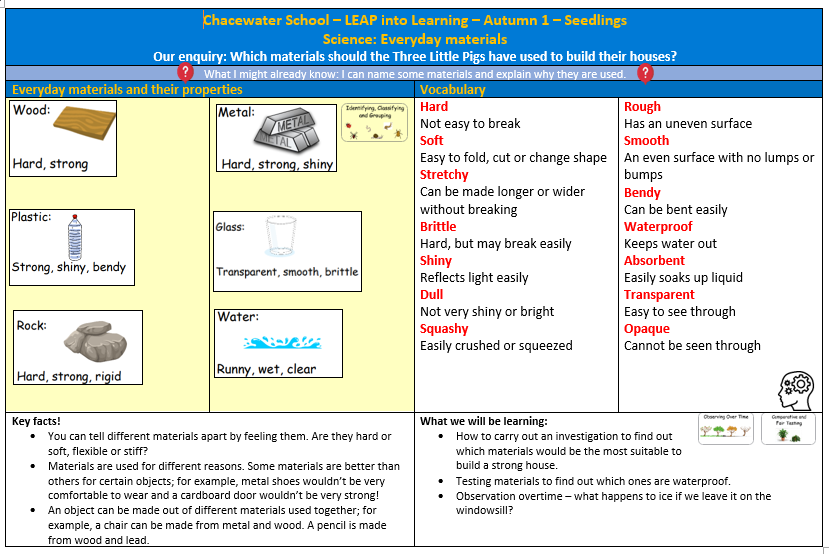 Chacewater School – LEAP into Learning – Autumn 1 – Seedlings
Science: Everyday materials
Our enquiry: Which materials should the Three Little Pigs have used to build their houses?
What I might already know: I can name some materials and explain why they are used.
Everyday materials and their properties
Wood:
Hard, strong
Metal:
METAL
METAL
Hard, strong, shiny
Identifying, Classifying
and Grouping
Plastic:
Strong, shiny, bendy
Glass:
Transparent, smooth, brittle
Rock:
Hard, strong, rigid
Water:
Runny, wet, clear
Vocabulary
Hard
Not easy to break
Soft
Easy to fold, cut or change shape
Stretchy
Can be made longer or wider
without breaking
Brittle
Hard, but may break easily
Shiny
Reflects light easily
Dull
Not very shiny or bright
Squashy
Easily crushed or squeezed
Rough
Has an uneven surface
Smooth
An even surface with no lumps or
bumps
Bendy
Can be bent easily
Waterproof
Keeps water out
Absorbent
Easily soaks up liquid
Transparent
Easy to see through
Opaque
Cannot be seen through
Key facts!
• You can tell different materials apart by feeling them. Are they hard or
soft, flexible or stiff?
• Materials are used for different reasons. Some materials are better than
others for certain objects; for example, metal shoes wouldn't be very
comfortable to wear and a cardboard door wouldn't be very strong!
• An object can be made out of different materials used together; for
example, a chair can be made from metal and wood. A pencil is made
from wood and lead.
What we will be learning:
• How to carry out an investigation to find out
which materials would be the most suitable to
build a strong house.
• Testing materials to find out which ones are waterproof.
• Observation overtime – what happens to ice if we leave it on the
windowsill?
Observing Over Time
Comparative and
Fair Testing